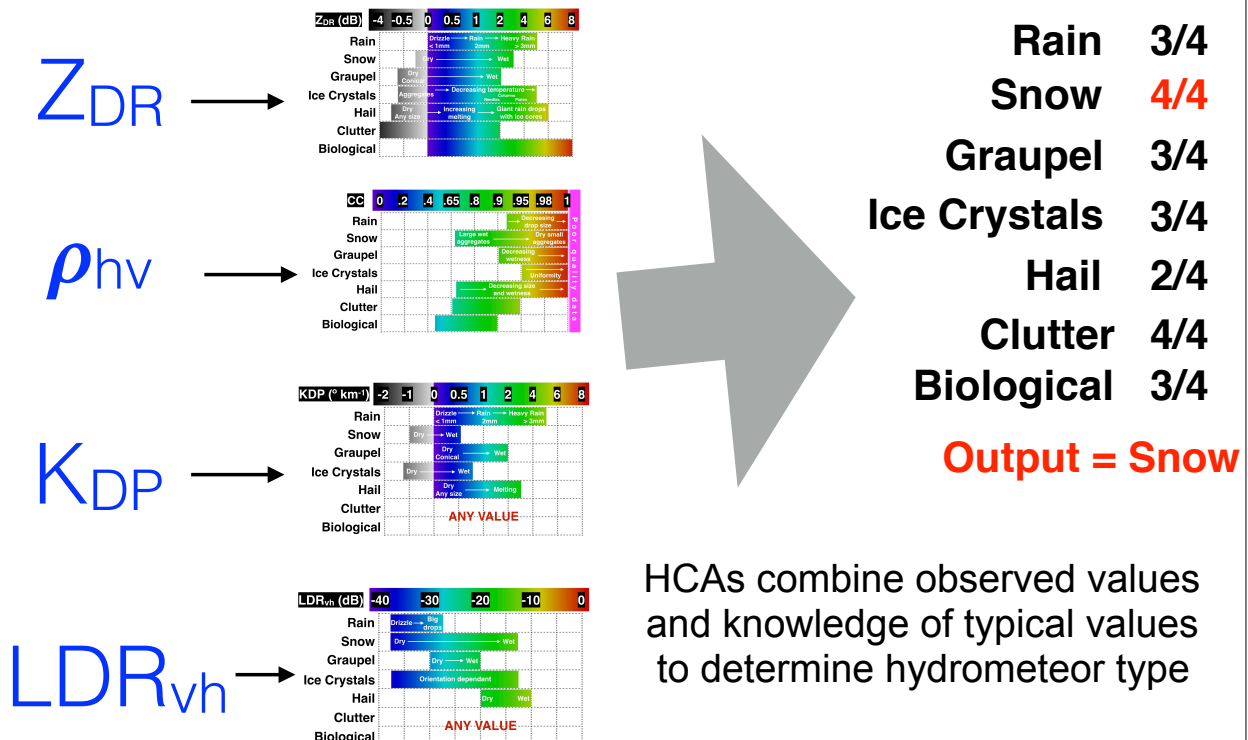 ZDR
ZDR (dB) -4 -0.5 0 0.5 1 2 4 6 8
Rain Drizzle < 1mm Rain 2mm Heavy Rain > 3mm
Snow Dry Wet
Graupel Dry Conical Wet
Ice Crystals Aggregates Decreasing temperature Needles Columns Plates
Hail Dry Any size Increasing melting Giant rain drops with ice cores
Clutter
Biological
ρhv
CC 0 .2 .4 .65 .8 .9 .95 .98 1
Rain Decreasing drop size
Snow Large wet aggregates Dry small aggregates
Graupel Decreasing wetness
Ice Crystals Uniformity
Hail Decreasing size and wetness
Clutter
Biological
Poor quality data
KDP
KDP (° km-1) -2 -1 0 0.5 1 2 4 6 8
Rain Drizzle < 1mm Rain 2mm Heavy Rain > 3mm
Snow Dry Wet
Graupel Dry Conical Wet
Ice Crystals Dry Wet
Hail Dry Any size Melting
Clutter
ANY VALUE
Biological
LDRvh
LDRvh (dB) -40 -30 -20 -10 0
Rain Drizzle Big drops
Snow Dry Wet
Graupel Dry Wet
Ice Crystals Orientation dependant
Hail Dry Wet
Clutter
ANY VALUE
Biological
Rain 3/4
Snow 4/4
Graupel 3/4
Ice Crystals 3/4
Hail 2/4
Clutter 4/4
Biological 3/4
Output = Snow
HCAs combine observed values
and knowledge of typical values
to determine hydrometeor type